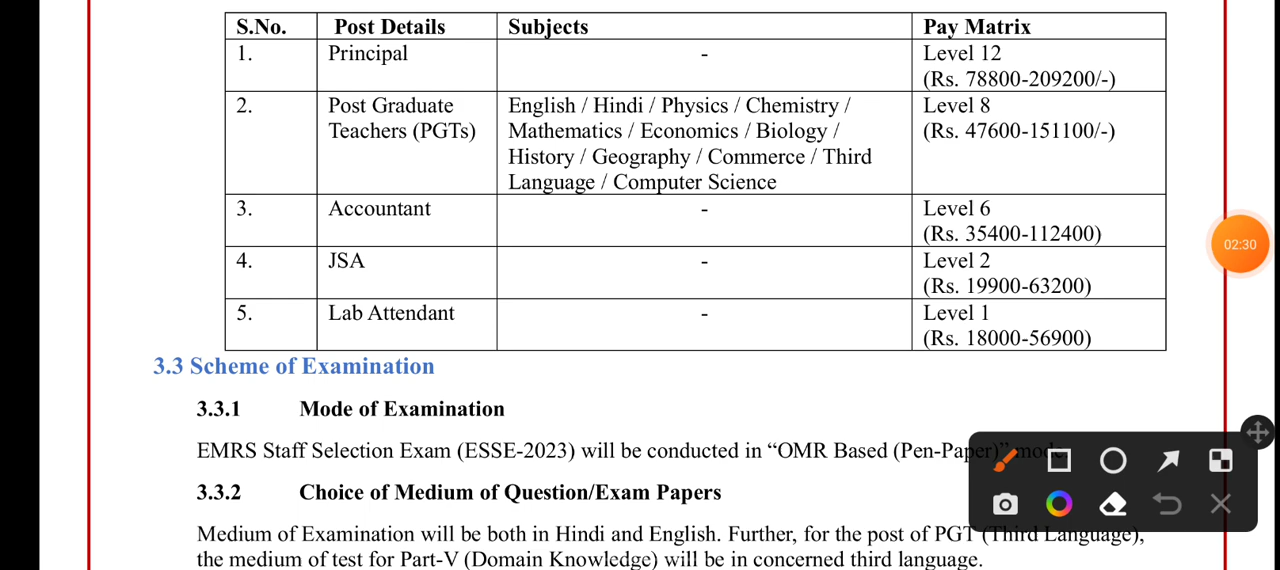 S.No. Post Details Subjects Pay Matrix
1. Principal - Level 12
(Rs. 78800-209200/-)
2. Post Graduate English / Hindi / Physics / Chemistry / Level 8
Teachers (PGTs) Mathematics / Economics / Biology / (Rs. 47600-151100/-)
History / Geography / Commerce / Third
Language / Computer Science
3. Accountant - Level 6
(Rs. 35400-112400)
4. JSA - Level 2
(Rs. 19900-63200)
5. Lab Attendant - Level 1
(Rs. 18000-56900)
02:30
3.3 Scheme of Examination
3.3.1 Mode of Examination
EMRS Staff Selection Exam (ESSE-2023) will be conducted in “OMR Based (Pen-Paper)” mode.
3.3.2 Choice of Medium of Question/Exam Papers
Medium of Examination will be both in Hindi and English. Further, for the post of PGT (Third Language),
the medium of test for Part-V (Domain Knowledge) will be in concerned third language.